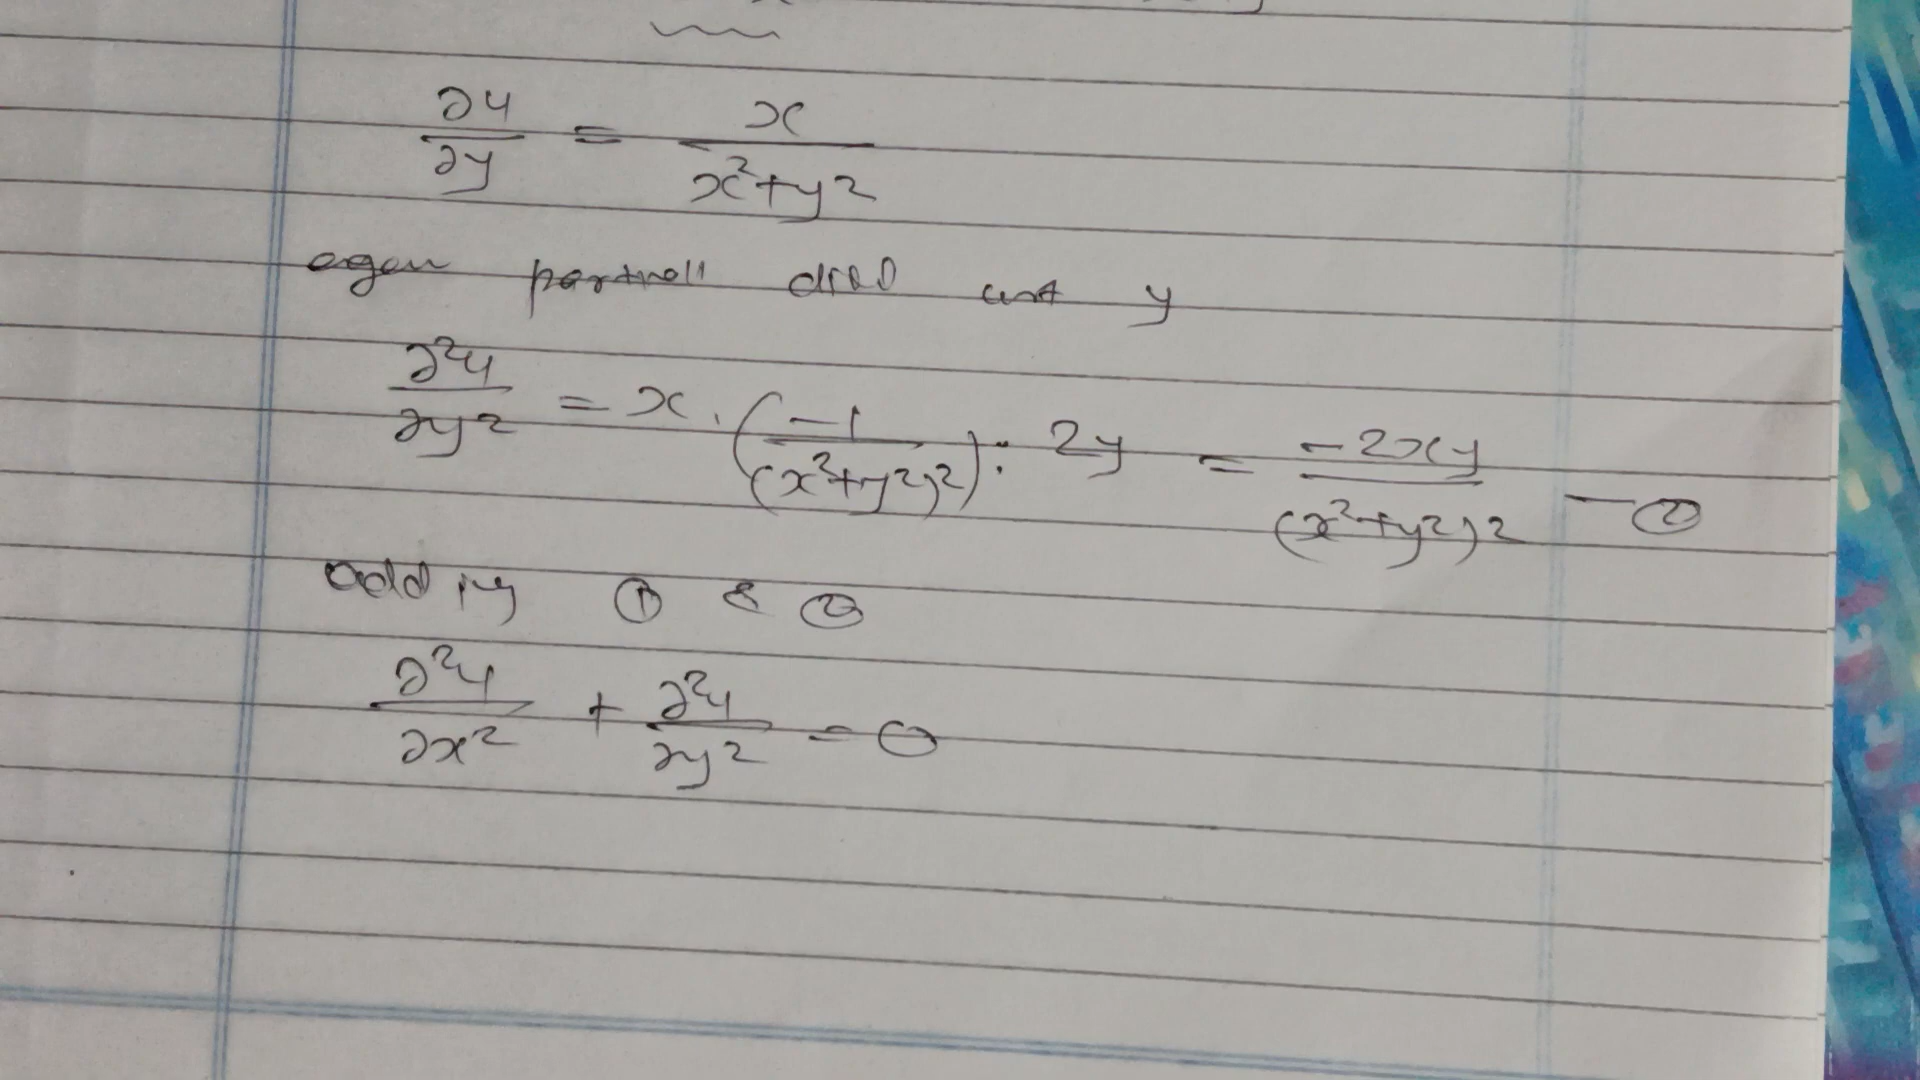 ∂u/∂y = x/(x²+y²)
again partiall diff wrt y
∂²u/∂y² = x · (-1/(x²+y²)²) · 2y = -2xy/(x²+y²)² — ②
adding ① & ②
∂²u/∂x² + ∂²u/∂y² = 0